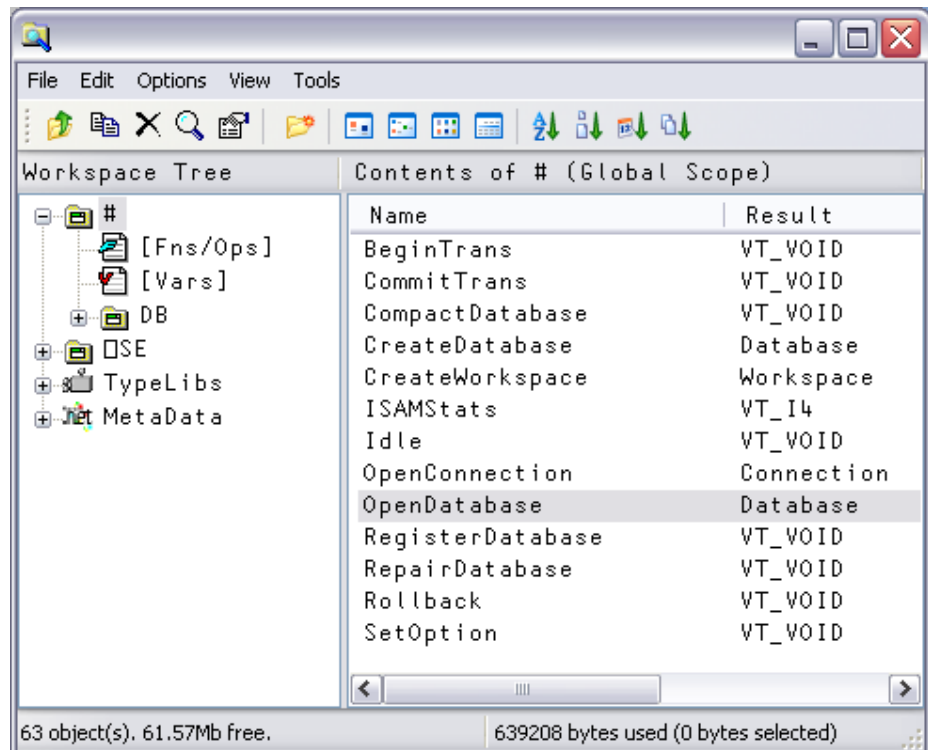 File Edit Options View Tools
Workspace Tree
Contents of # (Global Scope)
#
[Fns/Ops]
[Vars]
DB
⎕SE
TypeLibs
MetaData
Name Result
BeginTrans VT_VOID
CommitTrans VT_VOID
CompactDatabase VT_VOID
CreateDatabase Database
CreateWorkspace Workspace
ISAMStats VT_I4
Idle VT_VOID
OpenConnection Connection
OpenDatabase Database
RegisterDatabase VT_VOID
RepairDatabase VT_VOID
Rollback VT_VOID
SetOption VT_VOID
63 object(s). 61.57Mb free.
639208 bytes used (0 bytes selected)